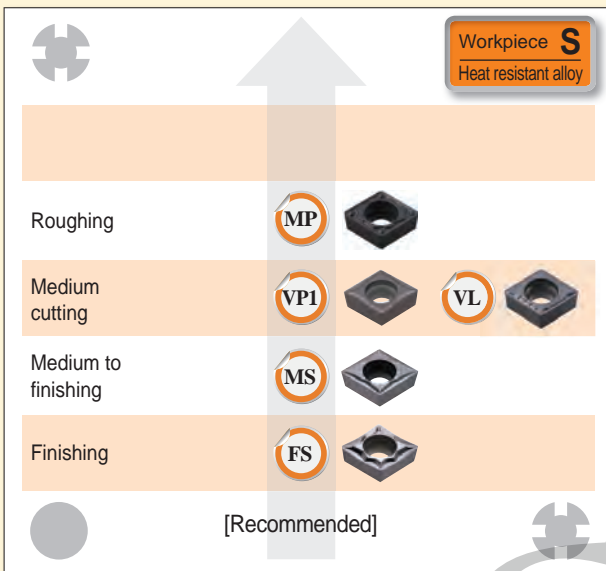 Workpiece S
Heat resistant alloy
Roughing
MP
Medium
cutting
VP1
VL
Medium to
finishing
MS
Finishing
FS
[Recommended]